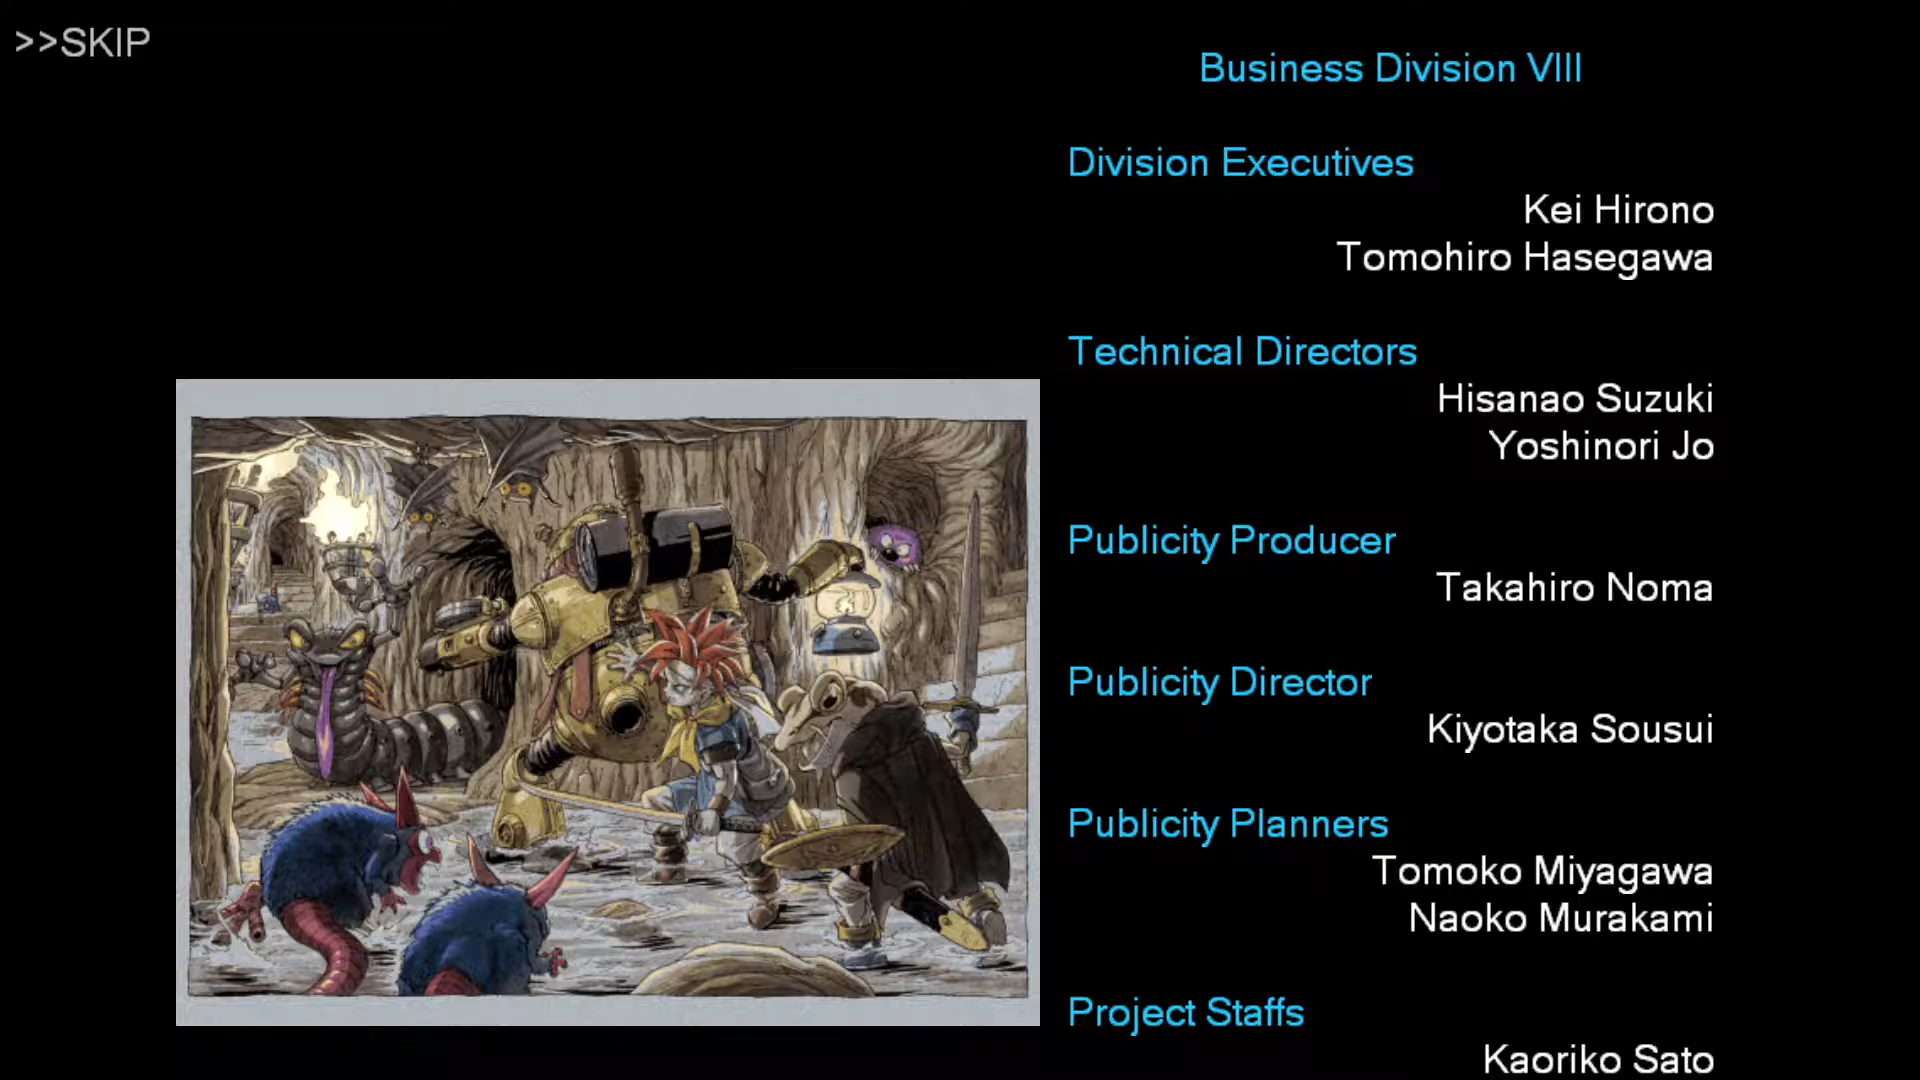 >>SKIP
Business Division VIII
Division Executives
Kei Hirono
Tomohiro Hasegawa
Technical Directors
Hisanao Suzuki
Yoshinori Jo
Publicity Producer
Takahiro Noma
Publicity Director
Kiyotaka Sousui
Publicity Planners
Tomoko Miyagawa
Naoko Murakami
Project Staffs
Kaoriko Sato